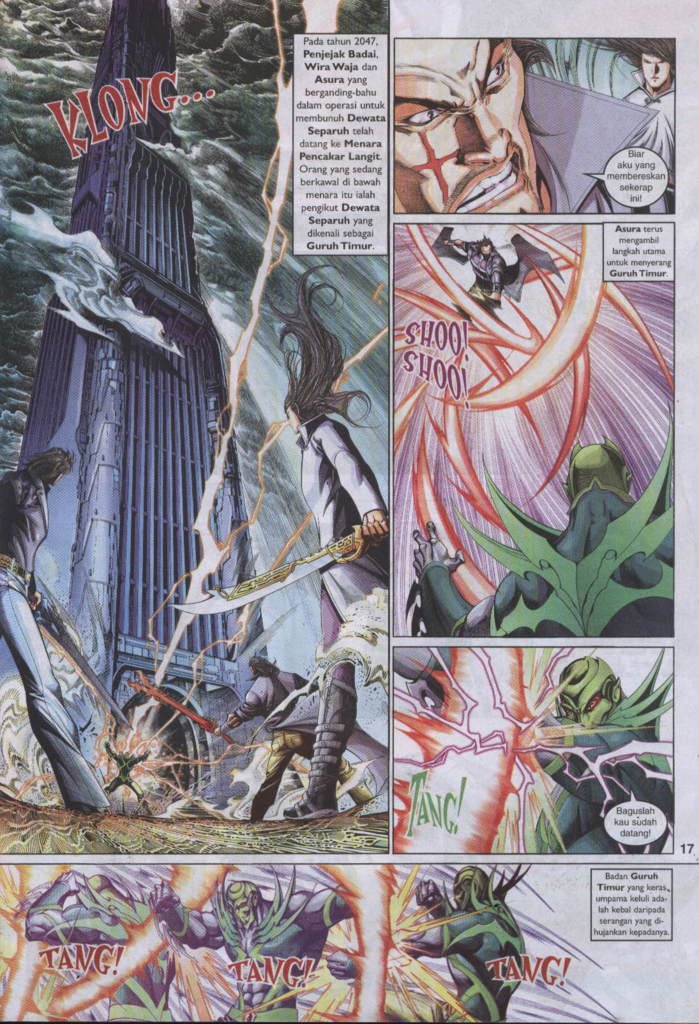 KLONG...
Pada tahun 2047,
Penjejak Badai,
Wira Waja dan
Asura yang
berganding-bahu
dalam operasi untuk
membunuh Dewata
Separuh telah
datang ke Menara
Pencakar Langit.
Orang yang sedang
berkawal di bawah
menara itu ialah
pengikut Dewata
Separuh yang
dikenali sebagai
Guruh Timur.
Biar
aku yang
membereskan
sekerap
ini!
Asura terus
mengambil
langkah utama
untuk menyerang
Guruh Timur.
SHOO!
SHOO!
TANG!
Baguslah
kau sudah
datang!
17
TANG!
TANG!
TANG!
Badan Guruh
Timur yang keras
umpama keluli ada-
lah kebal daripada
serangan yang di-
hujankan kepadanya.